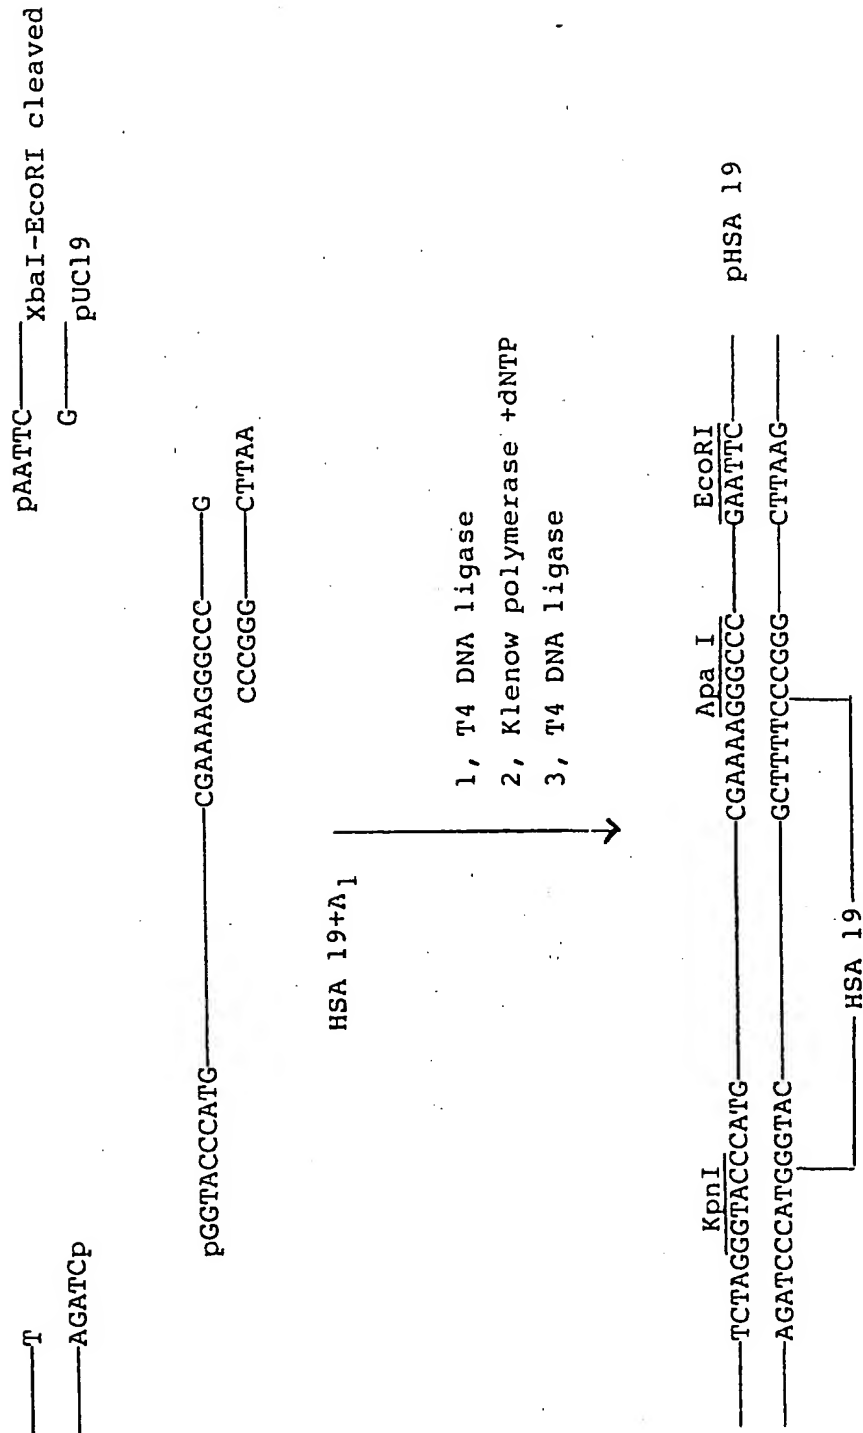 T
AGATCp
pAATTC
XbaI-EcoRI cleaved
G
pUC19
pGGTACCCATG
CGAAAAGGGCCC
G
CCCGGG
CTTAA
HSA 19+A1
1, T4 DNA ligase
2, Klenow polymerase +dNTP
3, T4 DNA ligase
KpnI
Apa I
EcoRI
TCTAGGGTACCCATG
CGAAAAGGGCCC
GAATTC
pHSA 19
AGATCCCATGGGTAC
GCTTTTCCCGGG
CTTAAG
HSA 19